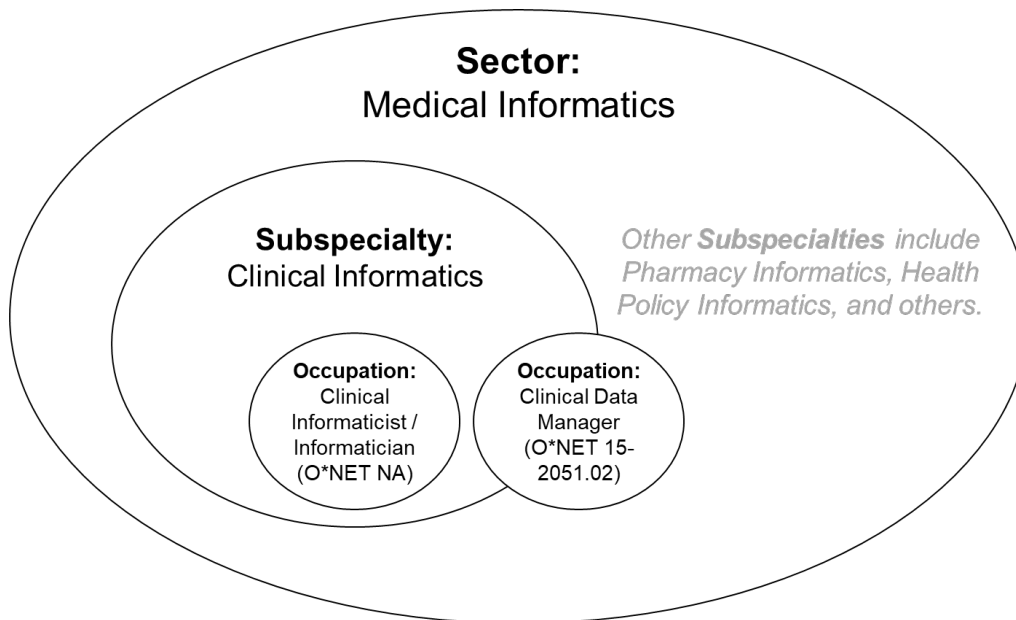 Sector:
Medical Informatics
Subspecialty:
Clinical Informatics
Other Subspecialties include
Pharmacy Informatics, Health
Policy Informatics, and others.
Occupation:
Clinical
Informaticist /
Informatician
(O*NET NA)
Occupation:
Clinical Data
Manager
(O*NET 15-
2051.02)